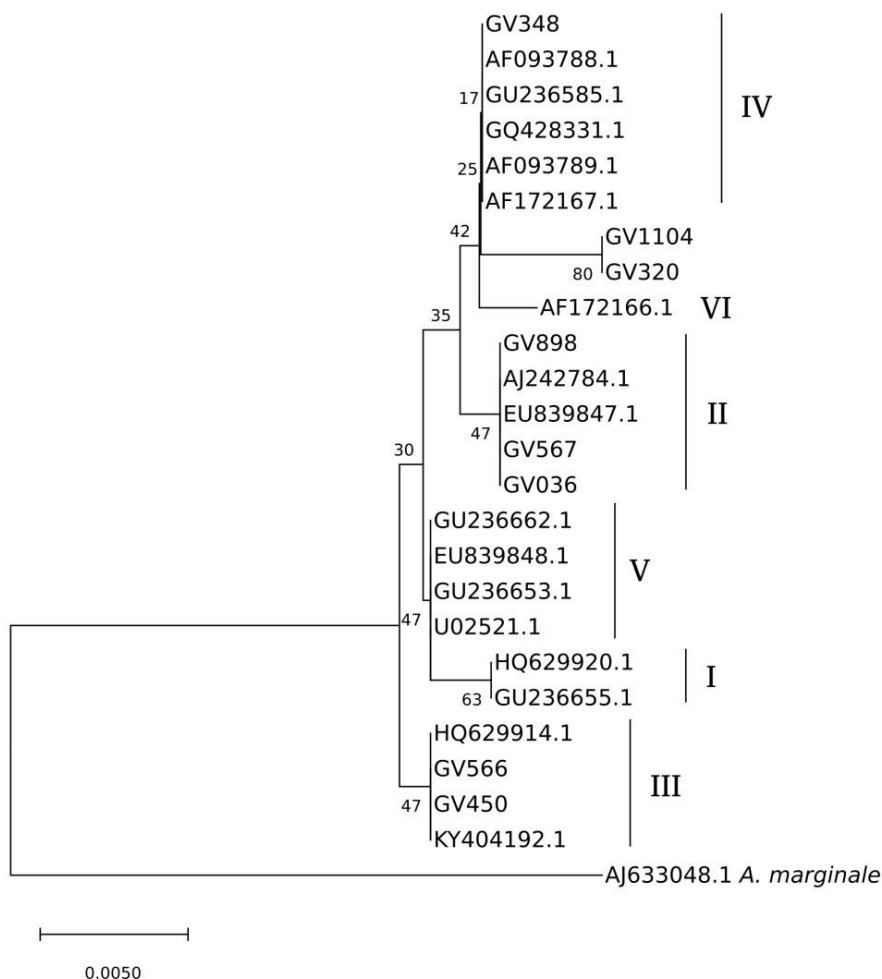 GV348
AF093788.1
17 GU236585.1
IV
GQ428331.1
25 AF093789.1
AF172167.1
42 GV1104
80 GV320
35 AF172166.1 VI
GV898
AJ242784.1
EU839847.1
II
47 GV567
30 GV036
GU236662.1
EU839848.1
V
GU236653.1
47 U02521.1
HQ629920.1
I
63 GU236655.1
HQ629914.1
GV566
III
47 GV450
KY404192.1
AJ633048.1 A. marginale
0.0050